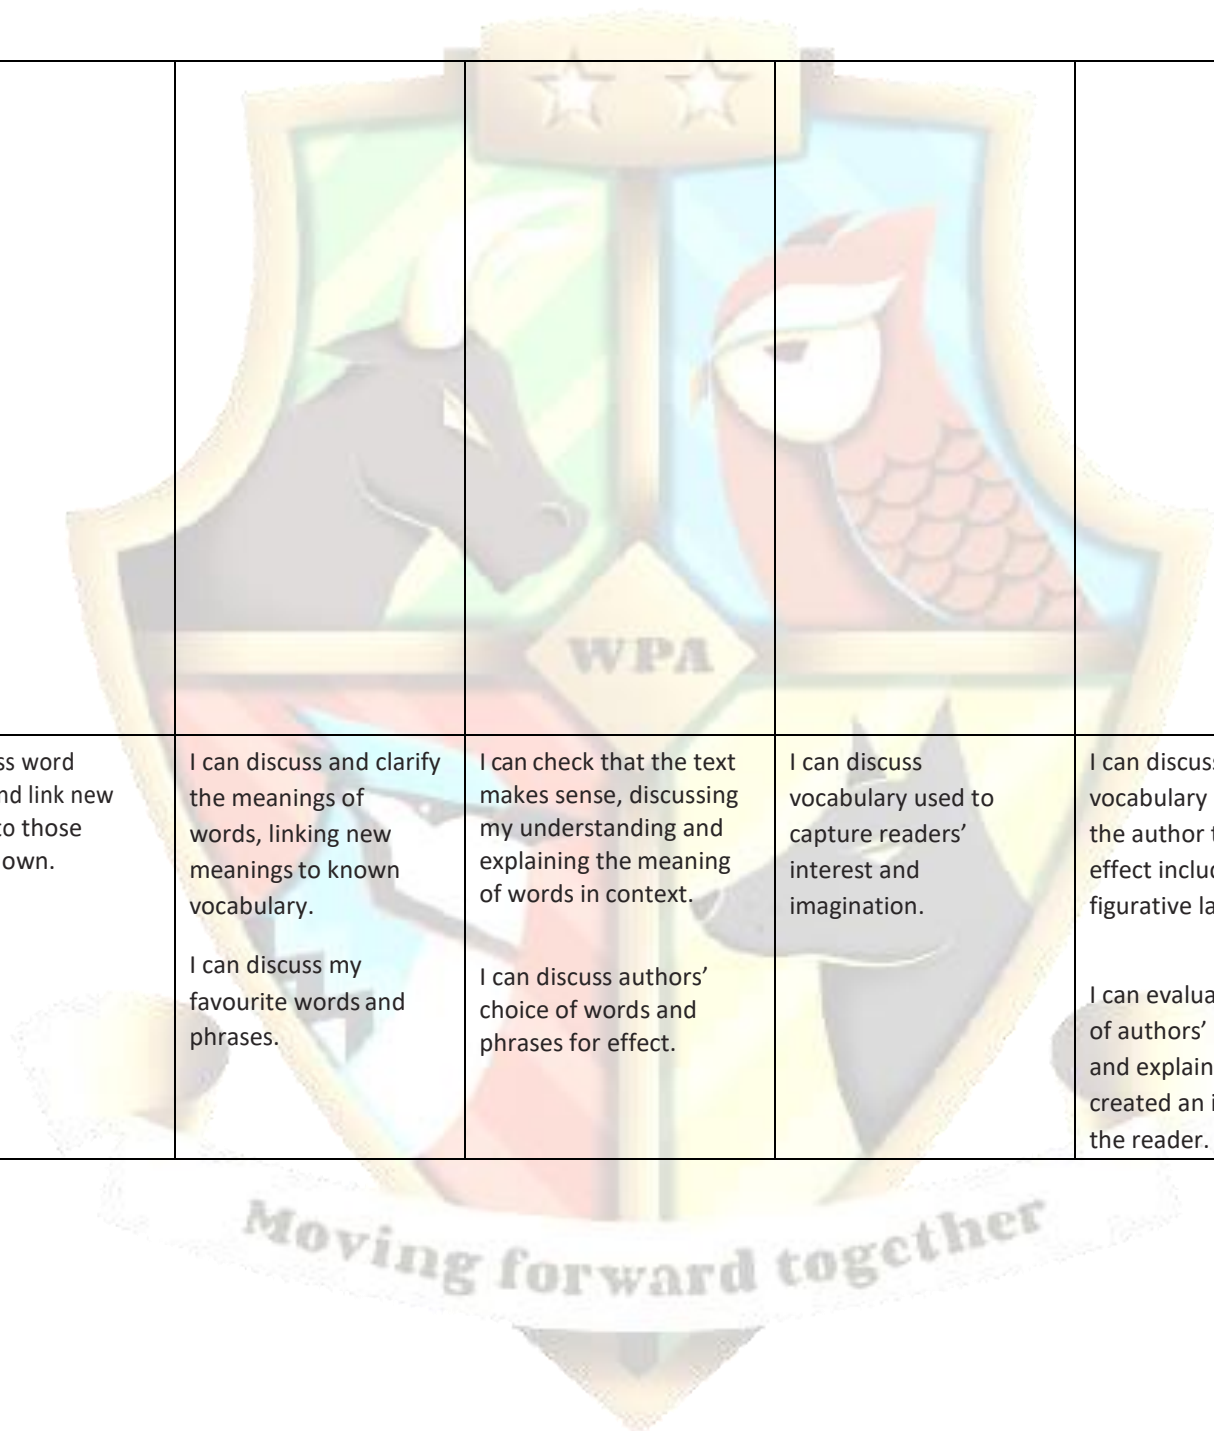 WPA
ss word
nd link new
to those
own.
I can discuss and clarify
the meanings of
words, linking new
meanings to known
vocabulary.
I can discuss my
favourite words and
phrases.
I can check that the text
makes sense, discussing
my understanding and
explaining the meaning
of words in context.
I can discuss authors’
choice of words and
phrases for effect.
I can discuss
vocabulary used to
capture readers’
interest and
imagination.
I can discuss
vocabulary
the author t
effect includ
figurative la
I can evalua
of authors’
and explain
created an i
the reader.
Moving forward together